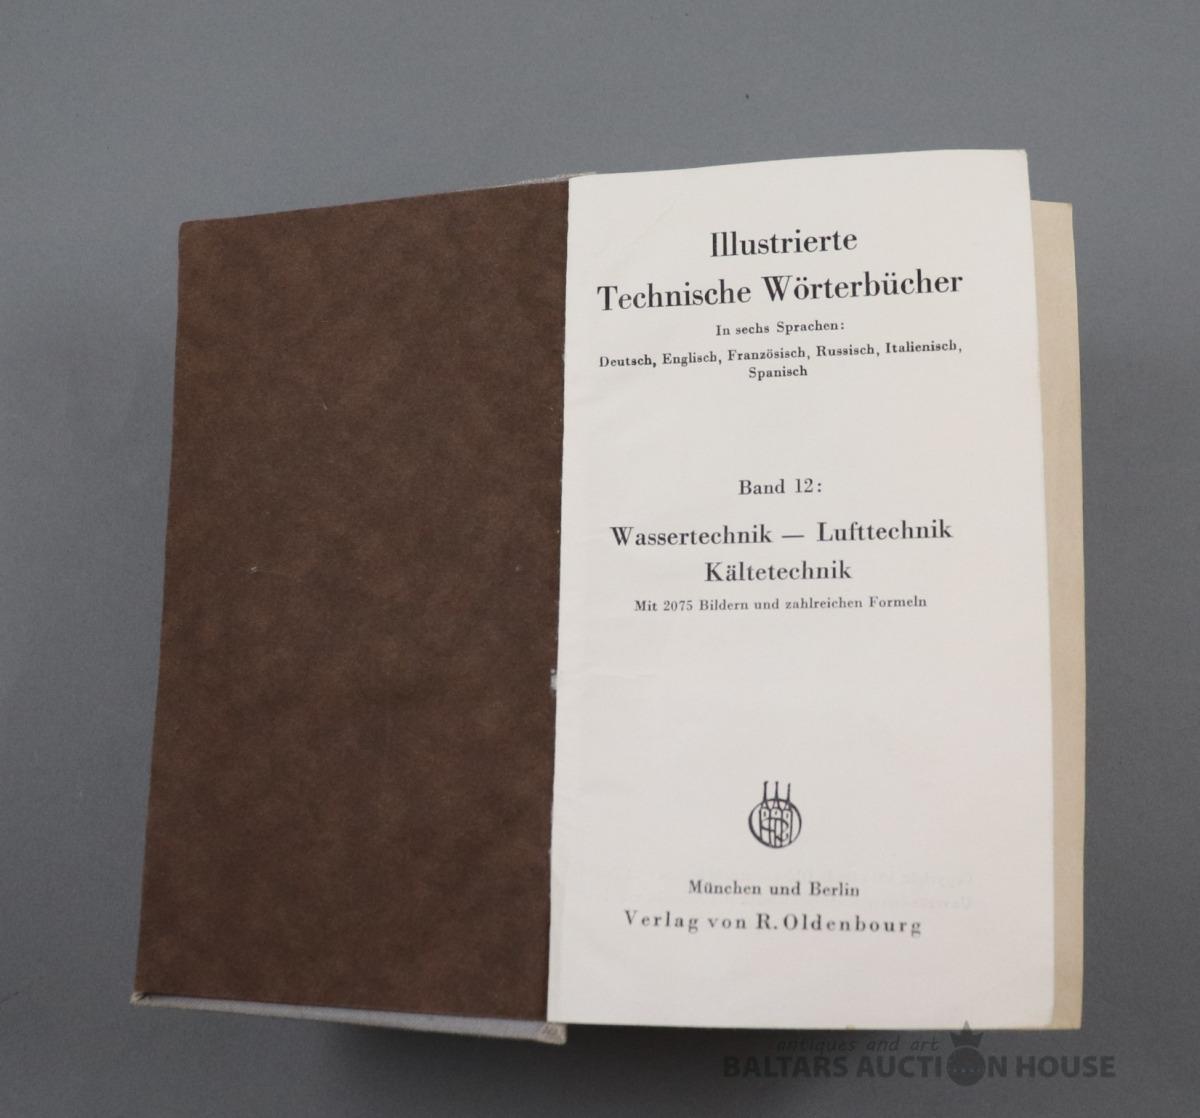 Illustrierte
Technische Wörterbücher
In sechs Sprachen:
Deutsch, Englisch, Französisch, Russisch, Italienisch,
Spanisch
Band 12:
Wassertechnik — Lufttechnik
Kältetechnik
Mit 2075 Bildern und zahlreichen Formeln
München und Berlin
Verlag von R. Oldenbourg
antiques and art
BALTARS AUCTION HOUSE